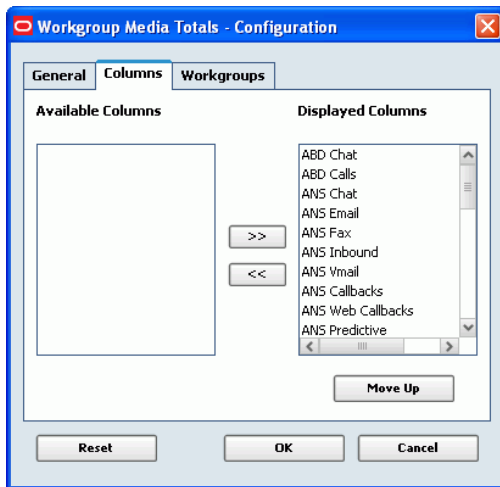 Workgroup Media Totals - Configuration
General Columns Workgroups
Available Columns
Displayed Columns
ABD Chat
ABD Calls
ANS Chat
ANS Email
ANS Fax
ANS Inbound
ANS Vmail
ANS Callbacks
ANS Web Callbacks
ANS Predictive
>>
<<
Move Up
Reset OK Cancel